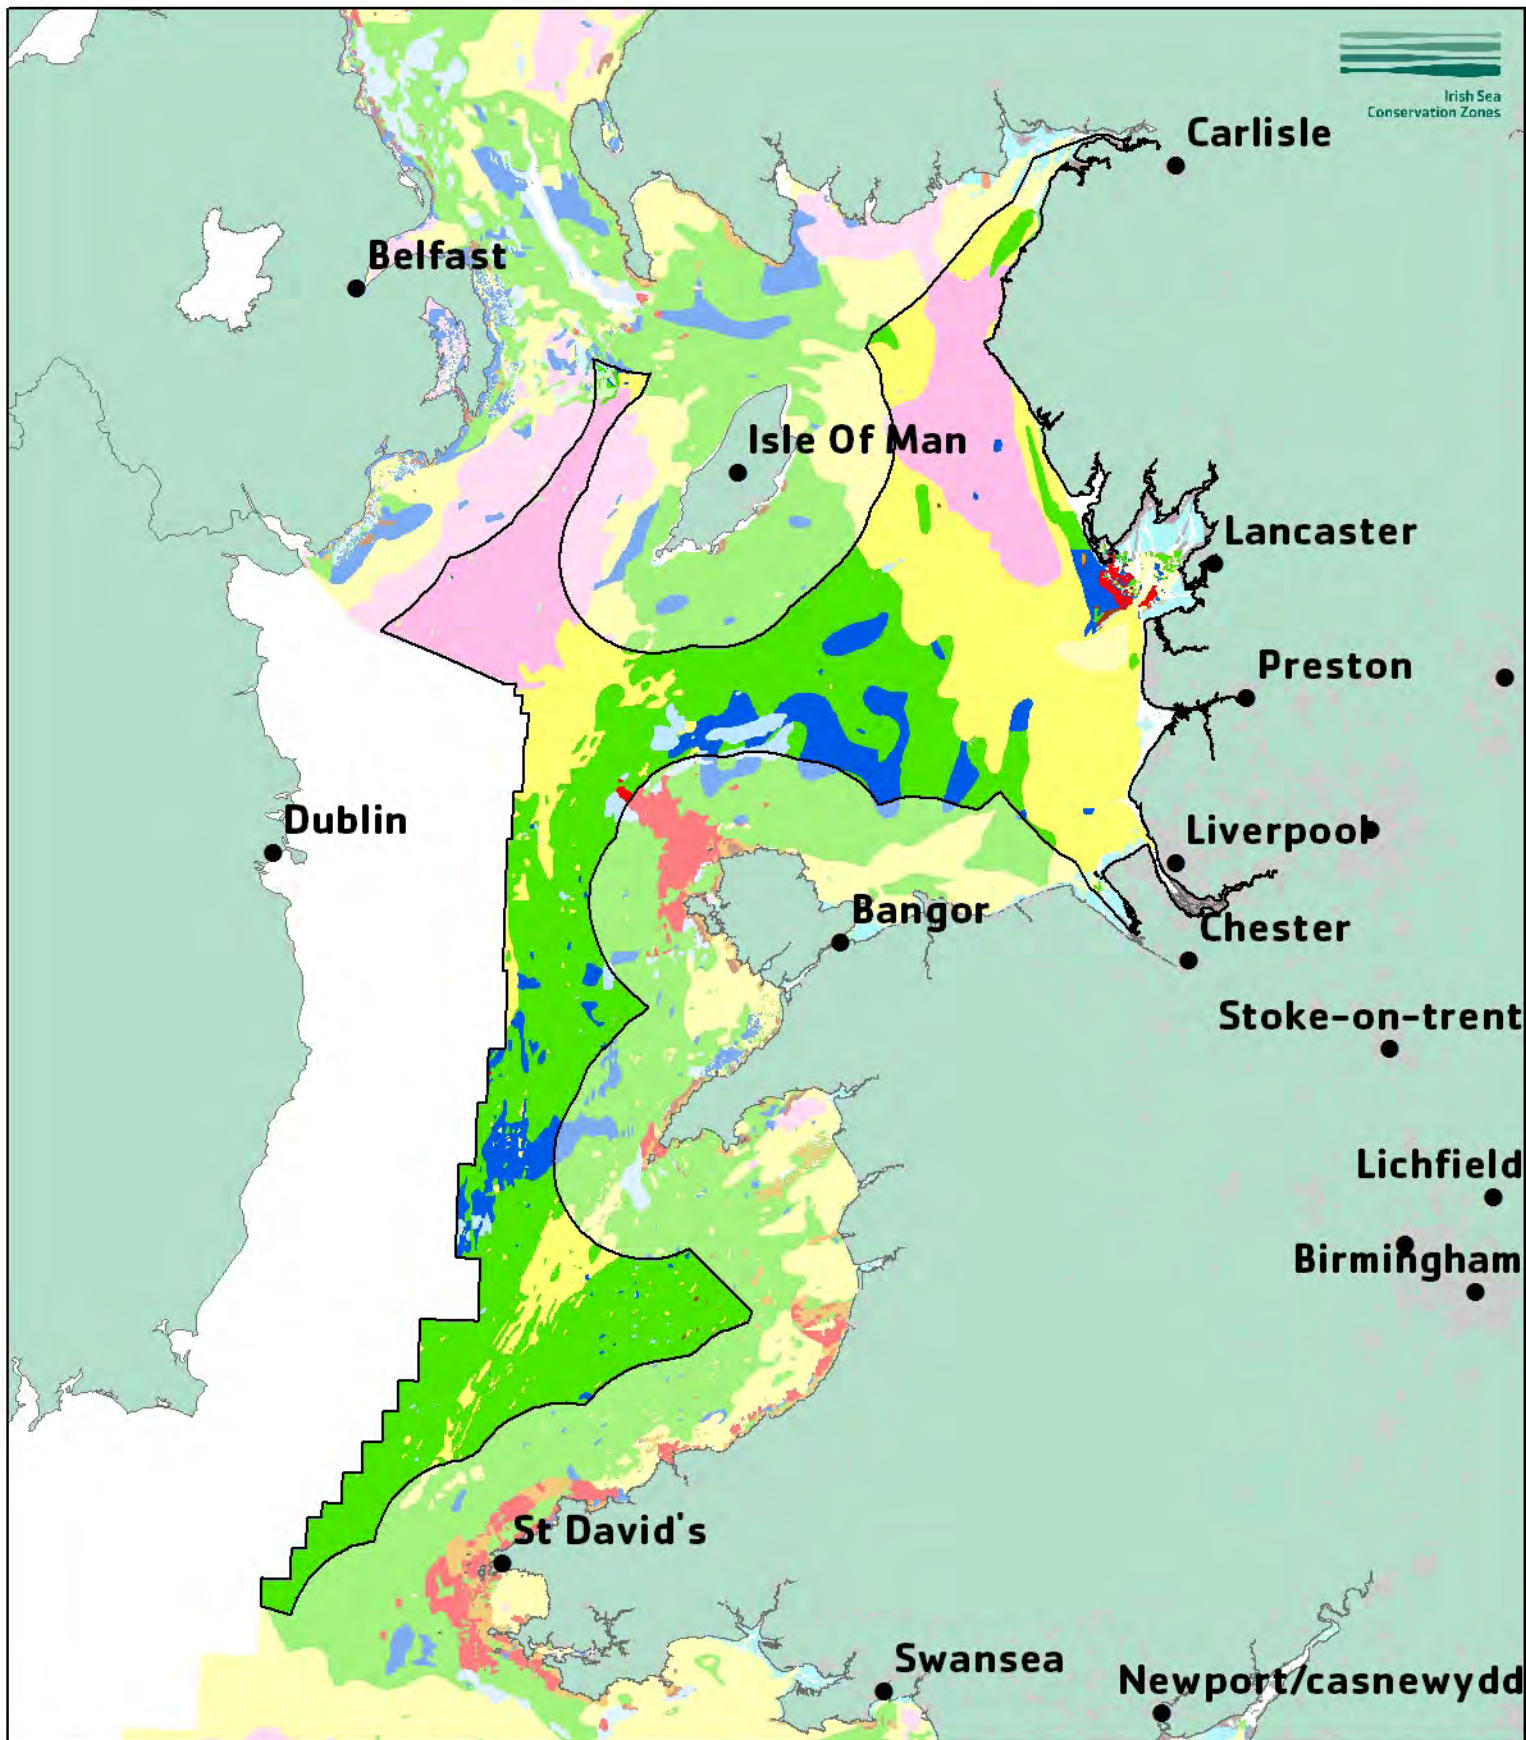 Irish Sea
Conservation Zones
Carlisle
Belfast
Isle Of Man
Lancaster
Preston
Dublin
Liverpool
Bangor
Chester
Stoke-on-trent
Lichfield
Birmingham
St David's
Swansea
Newport/casnewydd